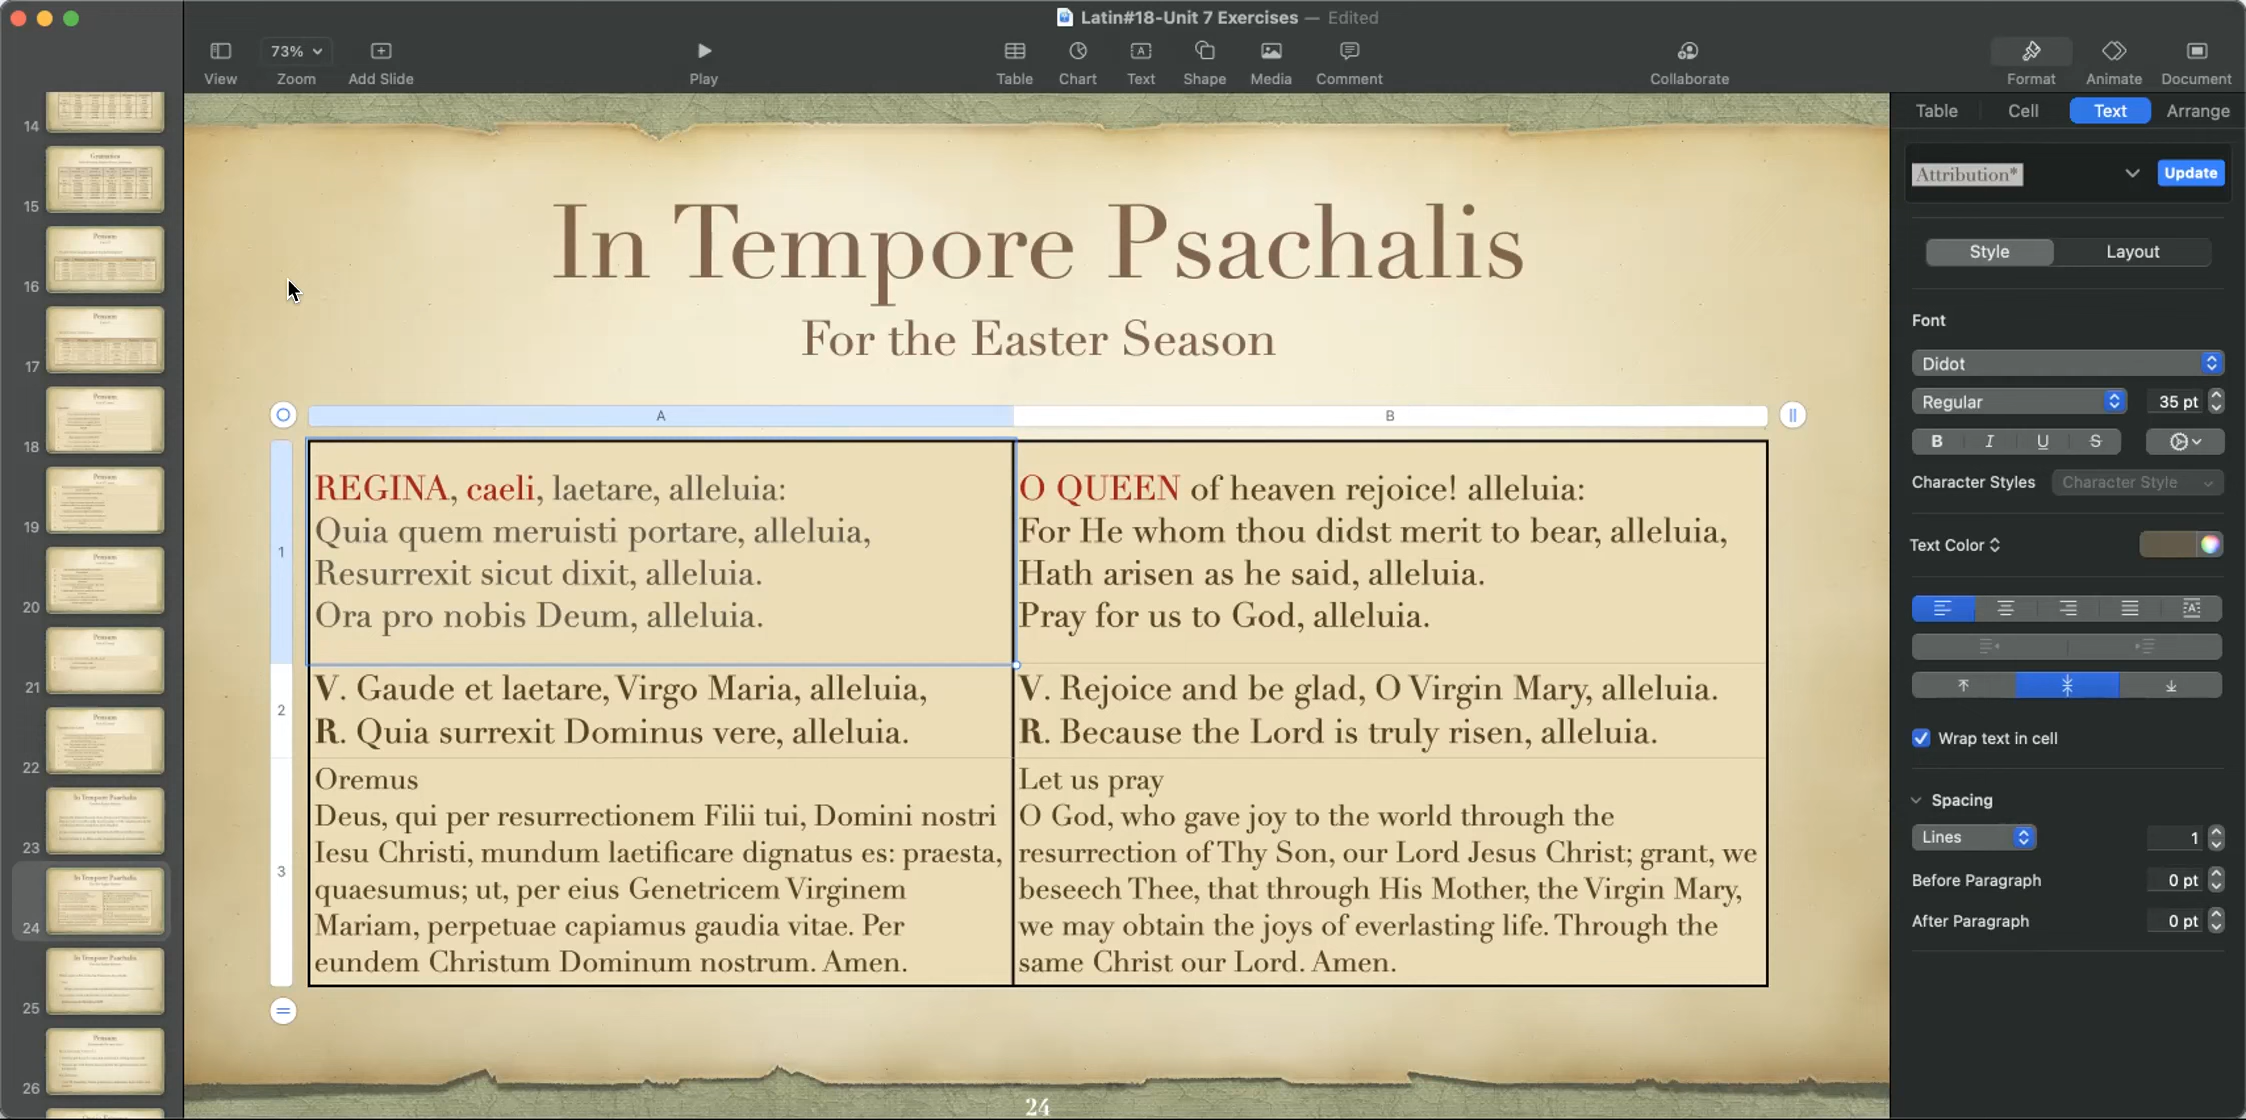 Latin#18-Unit 7 Exercises — Edited
73%
View
Zoom
Add Slide
Play
Table
Chart
Text
Shape
Media
Comment
Collaborate
Format
Animate
Document
14
15
16
17
18
19
20
21
22
23
24
25
26
In Tempore Psachalis
For the Easter Season
A
B
1
REGINA, caeli, laetare, alleluia:
Quia quem meruisti portare, alleluia,
Resurrexit sicut dixit, alleluia.
Ora pro nobis Deum, alleluia.
O QUEEN of heaven rejoice! alleluia:
For He whom thou didst merit to bear, alleluia,
Hath arisen as he said, alleluia.
Pray for us to God, alleluia.
2
V. Gaude et laetare, Virgo Maria, alleluia,
R. Quia surrexit Dominus vere, alleluia.
V. Rejoice and be glad, O Virgin Mary, alleluia.
R. Because the Lord is truly risen, alleluia.
3
Oremus
Deus, qui per resurrectionem Filii tui, Domini nostri
Iesu Christi, mundum laetificare dignatus es: praesta,
quaesumus; ut, per eius Genetricem Virginem
Mariam, perpetuae capiamus gaudia vitae. Per
eundem Christum Dominum nostrum. Amen.
Let us pray
O God, who gave joy to the world through the
resurrection of Thy Son, our Lord Jesus Christ; grant, we
beseech Thee, that through His Mother, the Virgin Mary,
we may obtain the joys of everlasting life. Through the
same Christ our Lord. Amen.
24
Table
Cell
Text
Arrange
Attribution*
Update
Style
Layout
Font
Didot
Regular
35 pt
B I U S
Character Styles
Character Style
Text Color
Wrap text in cell
Spacing
Lines
1
Before Paragraph
0 pt
After Paragraph
0 pt